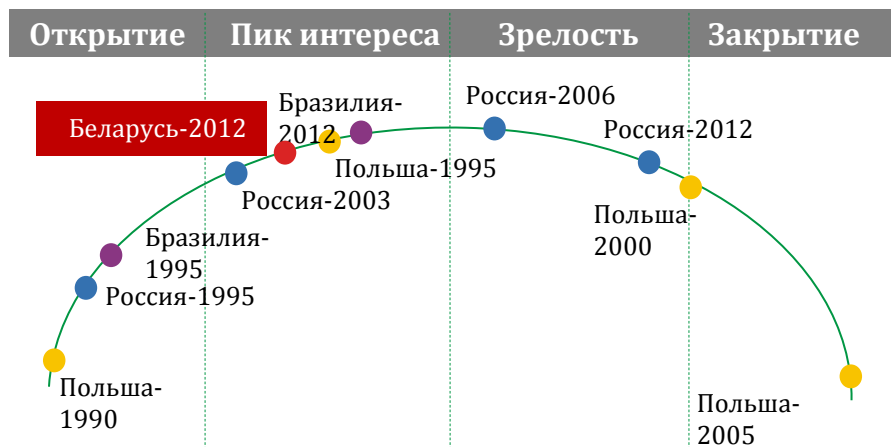 Открытие
Пик интереса
Зрелость
Закрытие
Беларусь-2012
Бразилия-
2012
Россия-2006
Россия-2012
Польша-1995
Россия-2003
Польша-
2000
Бразилия-
1995
Россия-1995
Польша-
1990
Польша-
2005